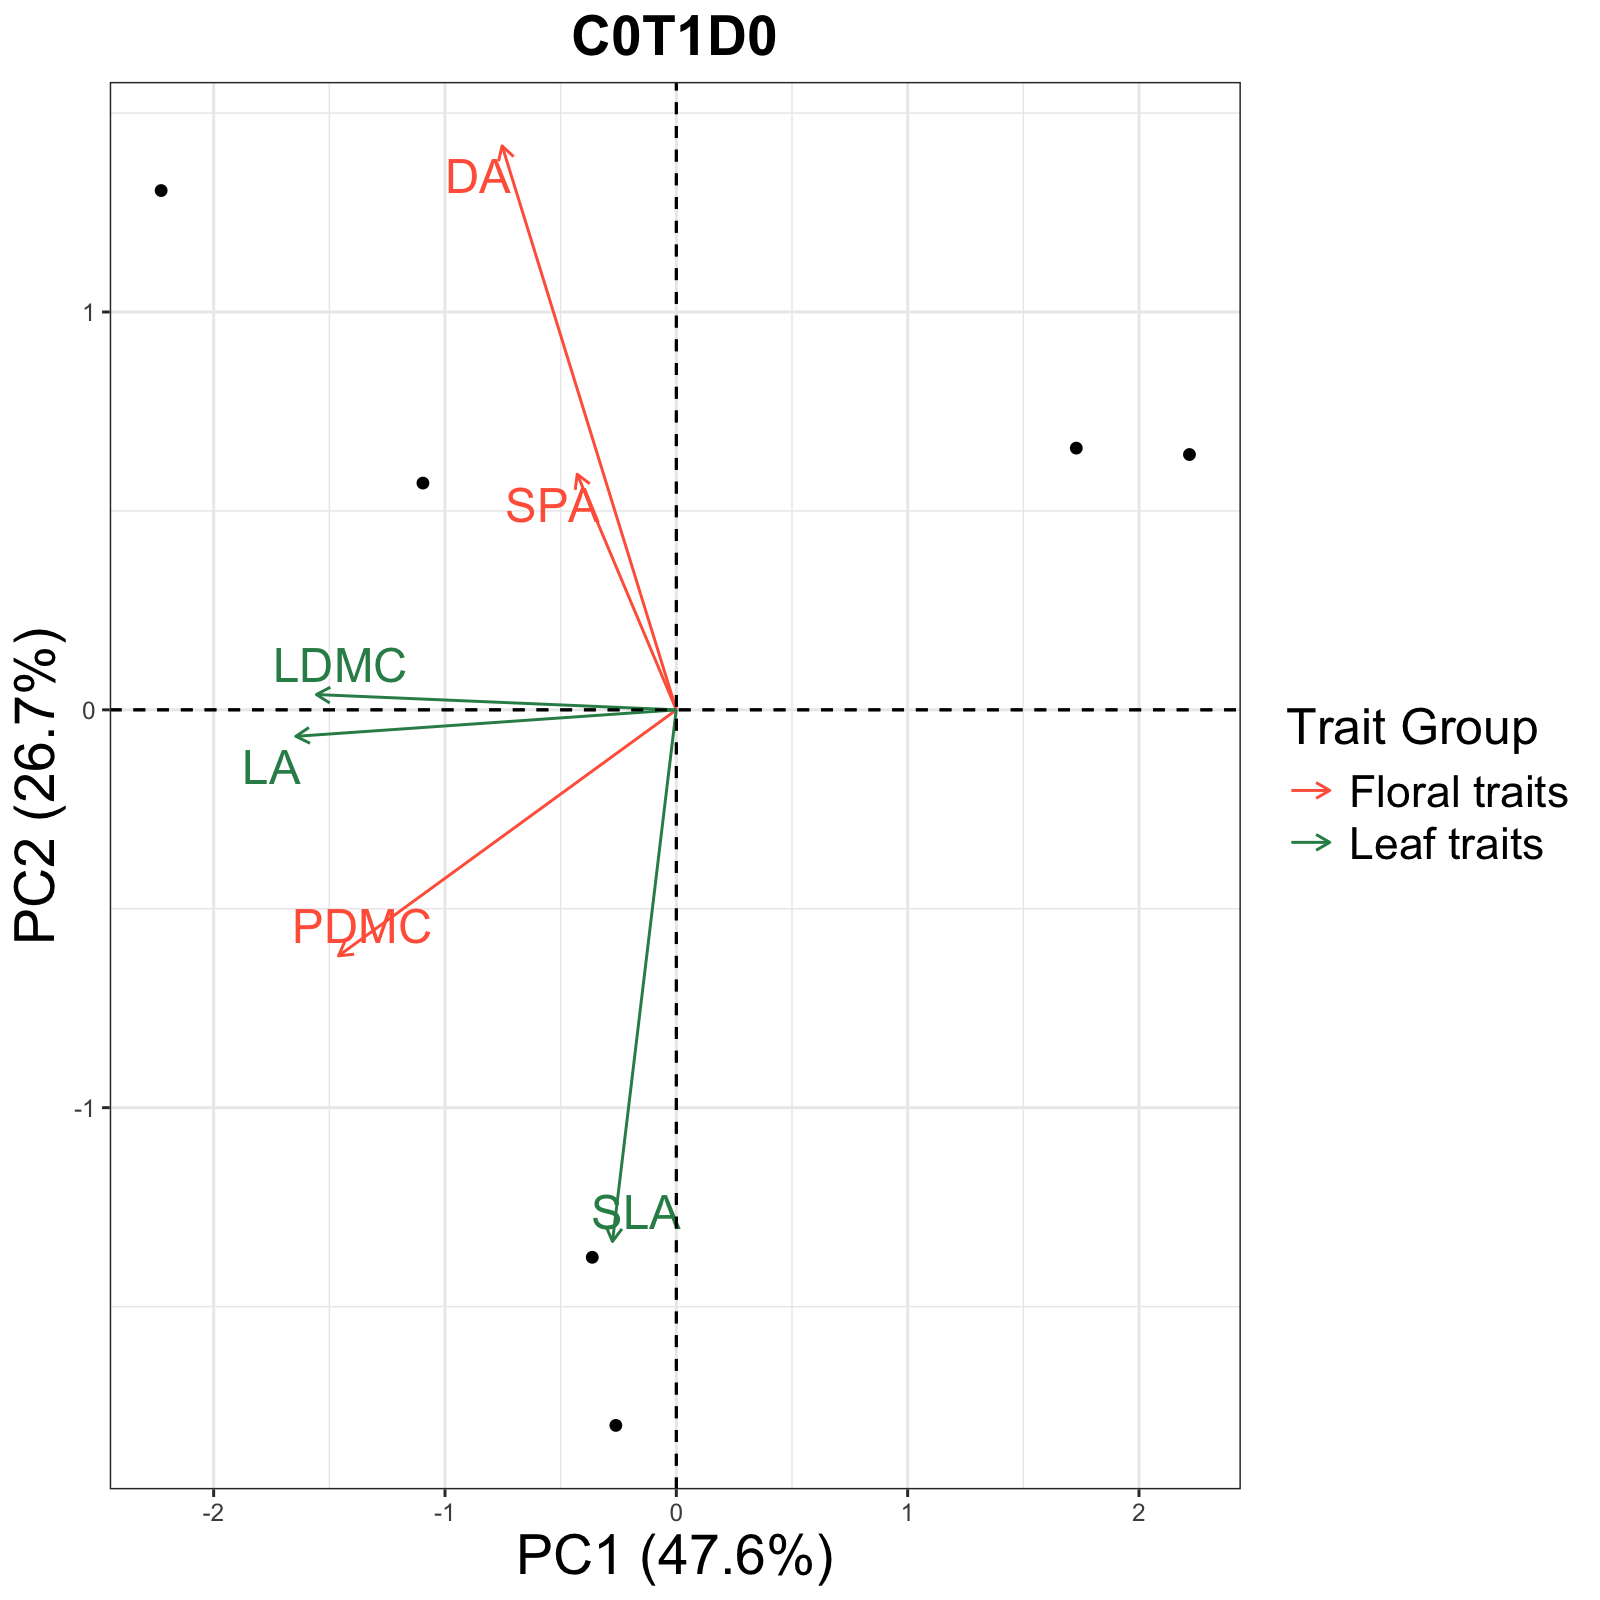 C0T1D0
DA
SPA
LDMC
LA
PDMC
SLA
1
0
-1
-2
-1
0
1
2
PC1 (47.6%)
PC2 (26.7%)
Trait Group
Floral traits
Leaf traits